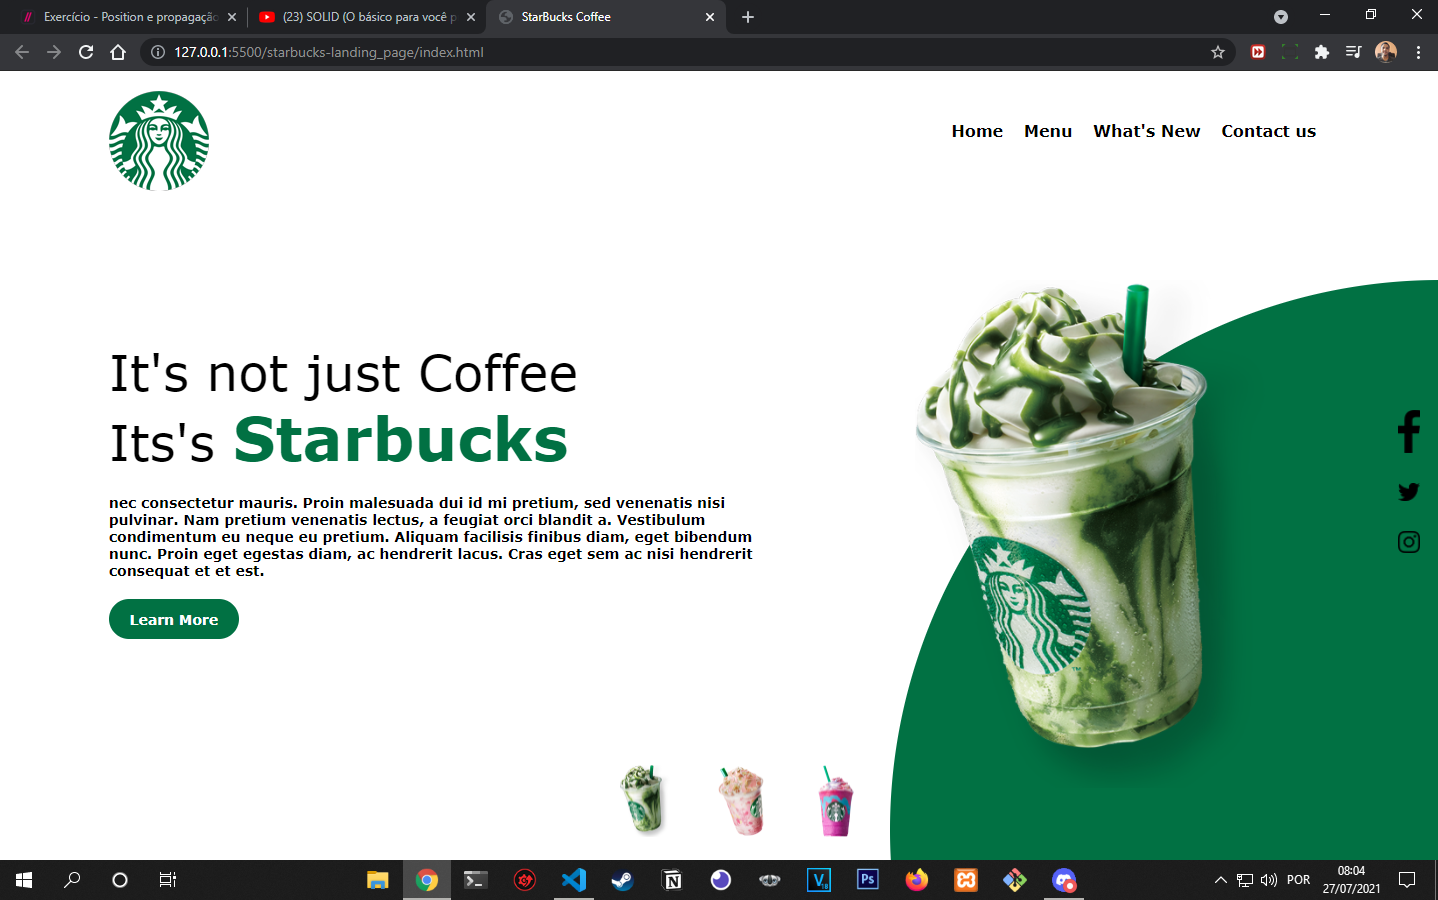 Exercício - Position e propagação
(23) SOLID (O básico para você p
StarBucks Coffee
127.0.0.1:5500/starbucks-landing_page/index.html
Home Menu What's New Contact us
It's not just Coffee
Its's Starbucks
nec consectetur mauris. Proin malesuada dui id mi pretium, sed venenatis nisi
pulvinar. Nam pretium venenatis lectus, a feugiat orci blandit a. Vestibulum
condimentum eu neque eu pretium. Aliquam facilisis finibus diam, eget bibendum
nunc. Proin eget egestas diam, ac hendrerit lacus. Cras eget sem ac nisi hendrerit
consequat et et est.
Learn More
POR
08:04
27/07/2021